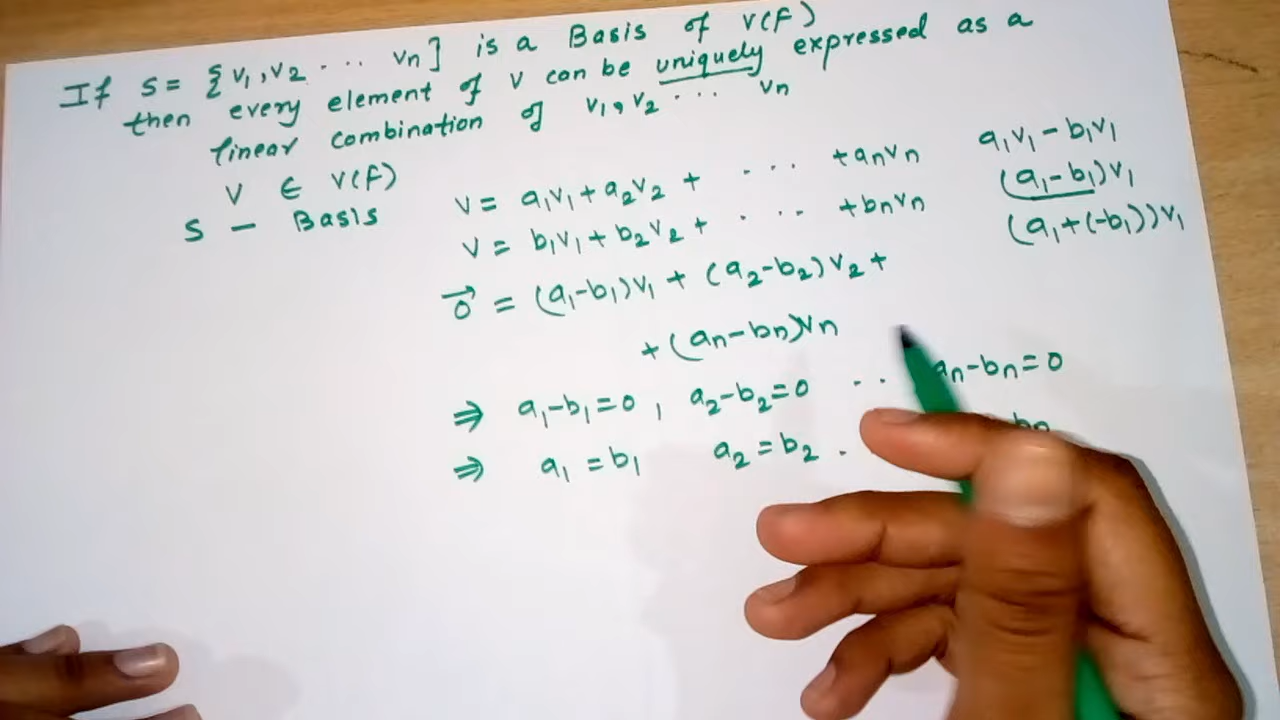 If S = {v1, v2 ... vn} is a Basis of V(F)
then every element of V can be uniquely expressed as a
linear combination of v1, v2 ... vn
V ∈ V(F)
S - Basis
v = a1v1 + a2v2 + ... + anvn
v = b1v1 + b2v2 + ... + bnvn
0⃗ = (a1-b1)v1 + (a2-b2)v2 +
+ (an-bn)vn
⇒ a1-b1=0, a2-b2=0 .. an-bn=0
⇒ a1=b1 a2=b2 . bn
a1v1 - b1v1
(a1-b1)v1
(a1+(-b1))v1